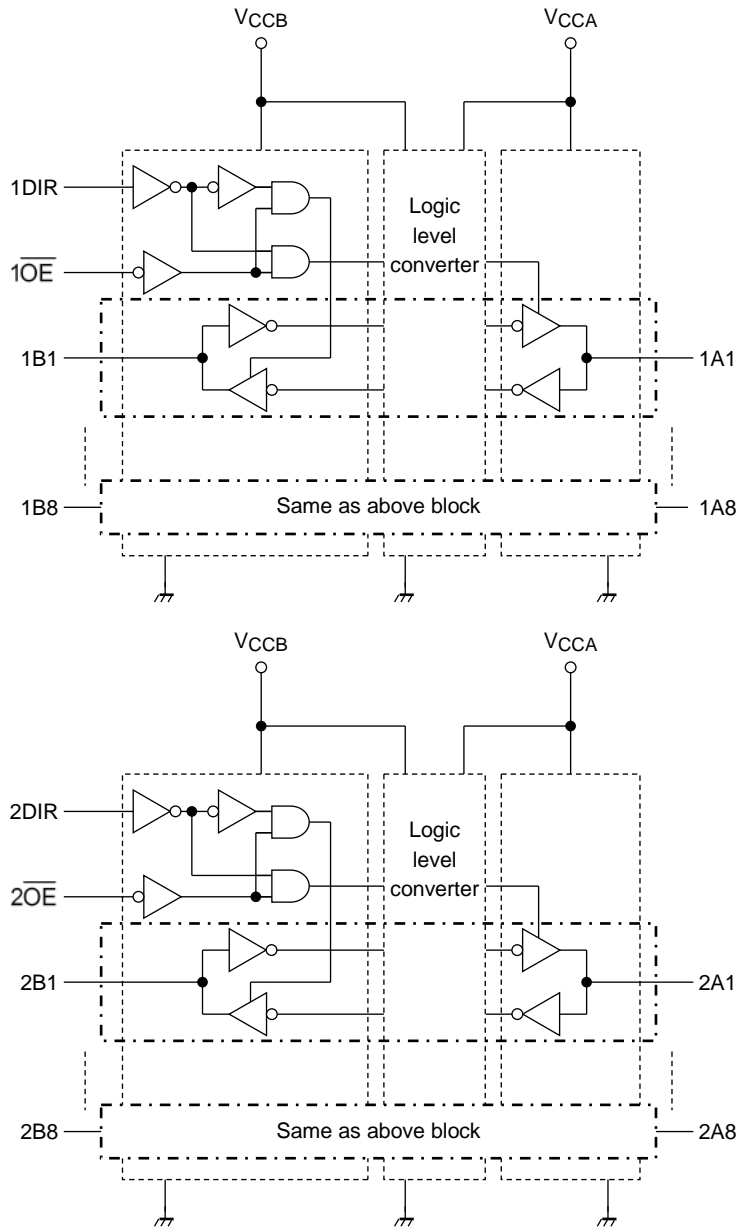 VCCB VCCA
1DIR
Logic
level
converter
1OE
1B1 1A1
1B8 Same as above block 1A8
VCCB VCCA
2DIR
Logic
level
converter
2OE
2B1 2A1
2B8 Same as above block 2A8